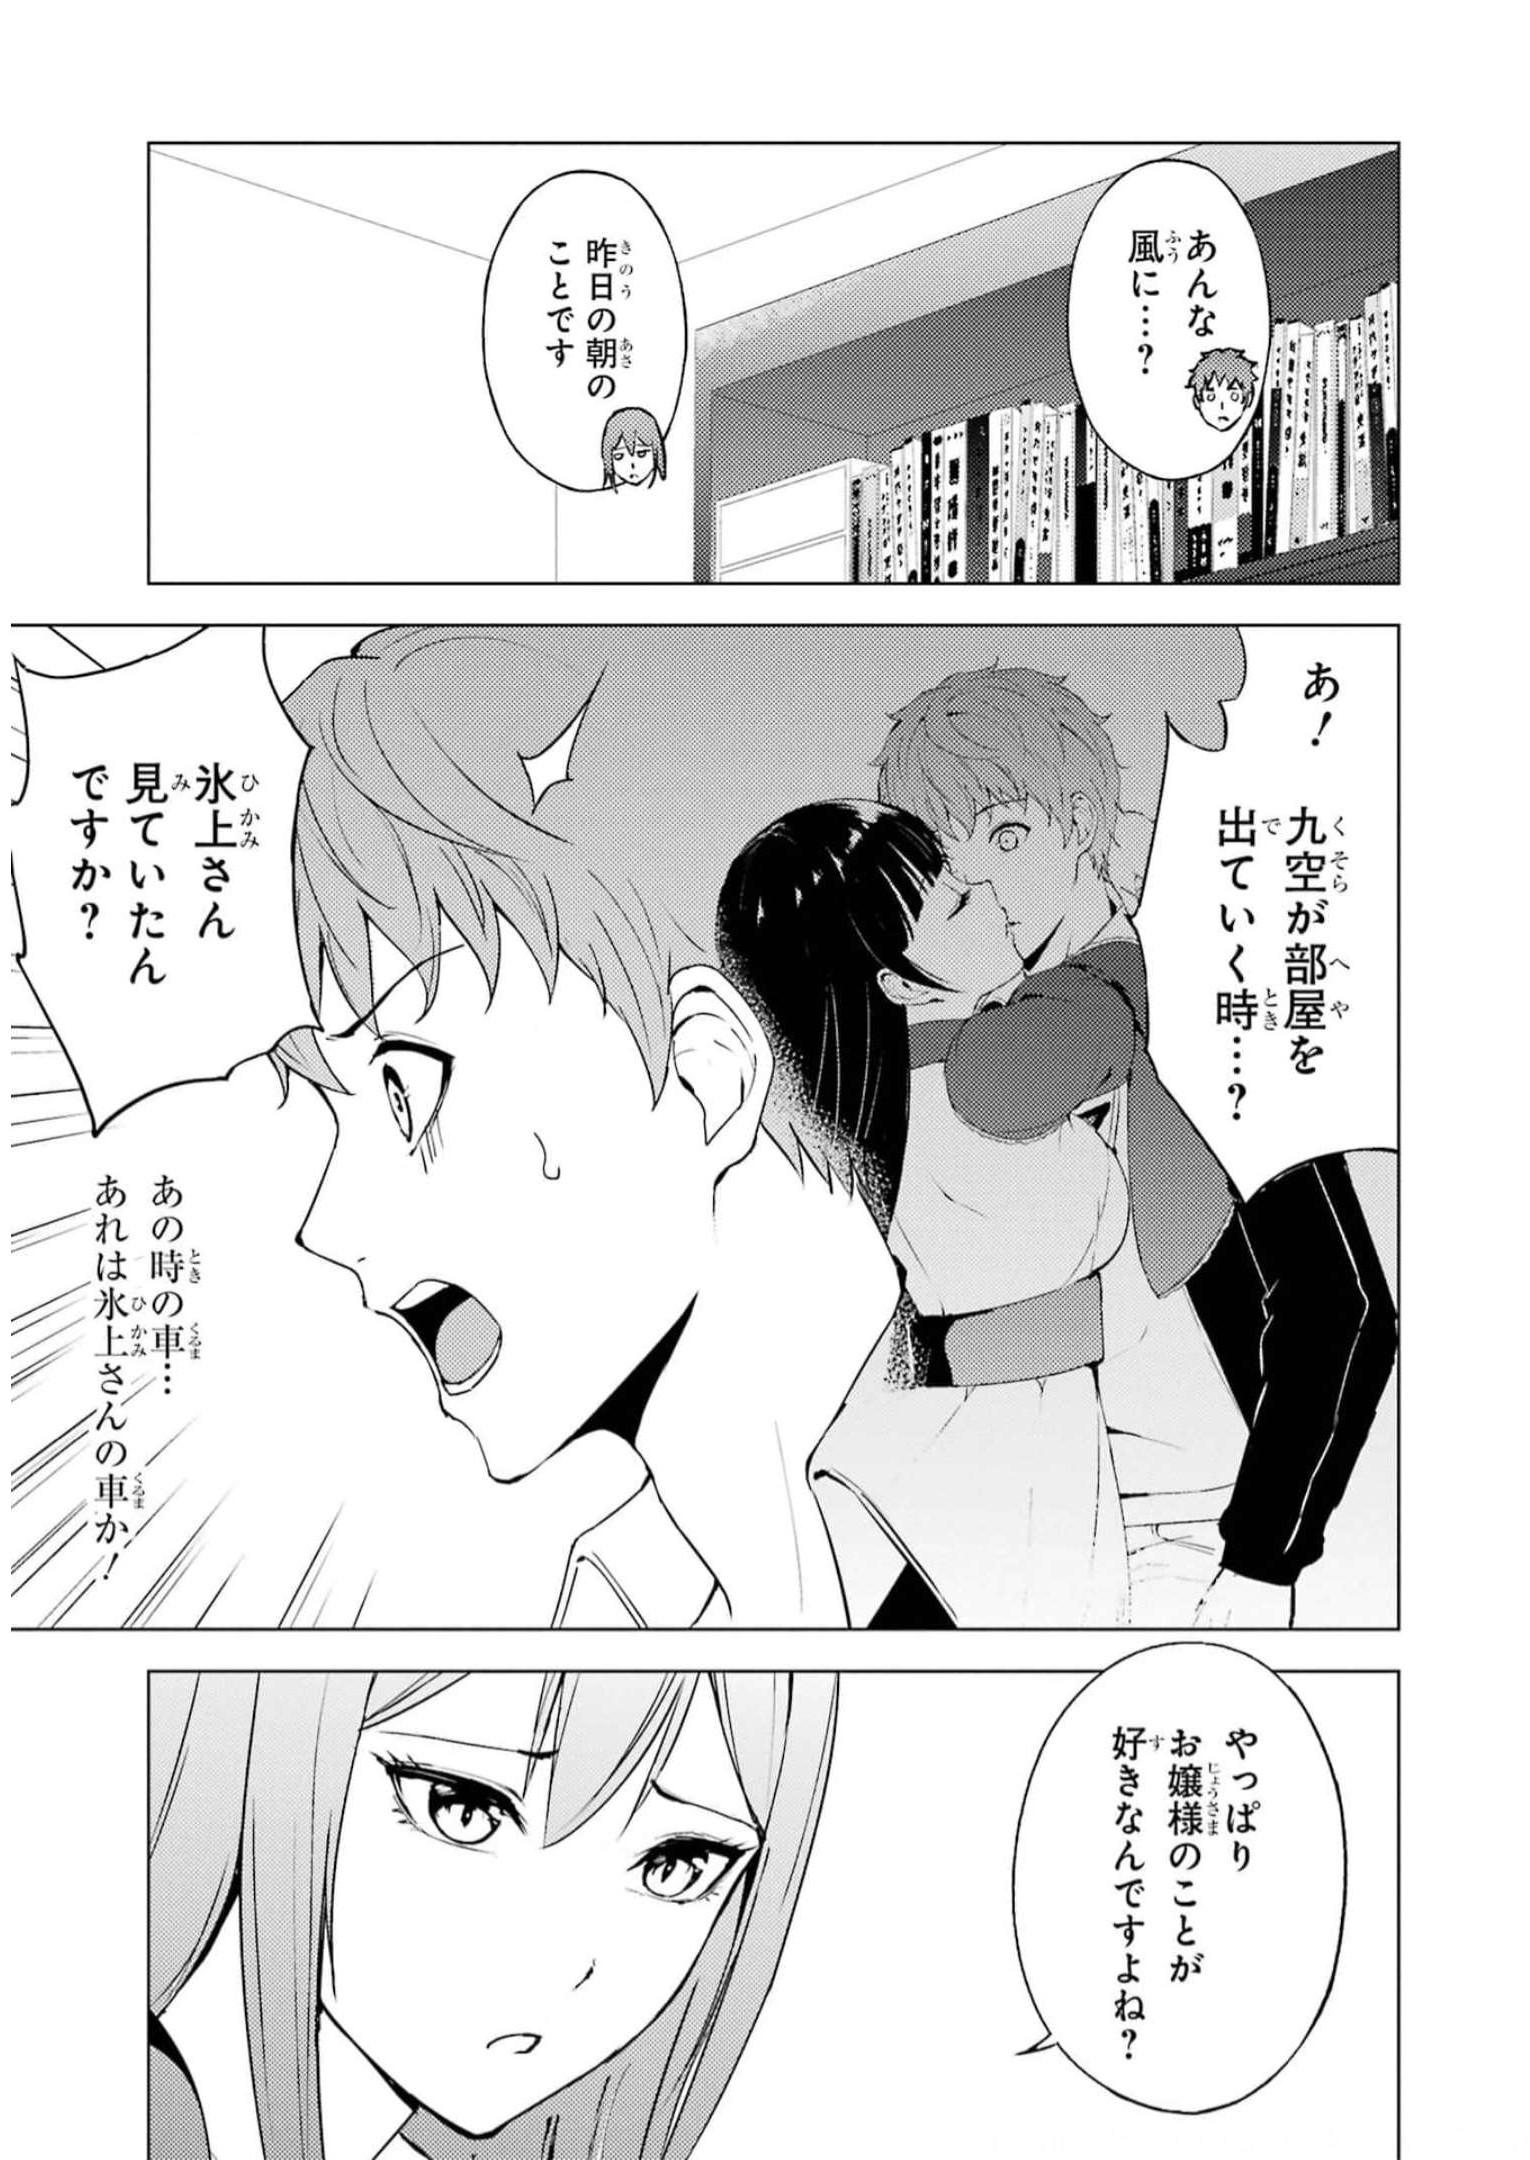 あんな
風に…?
昨日の朝の
ことです
あ!
九空が部屋を
出ていく時…?
氷上さん
見ていたん
ですか?
あの時の車…
あれは氷上さんの車か!
やっぱり
お嬢様のことが
好きなんですよね?